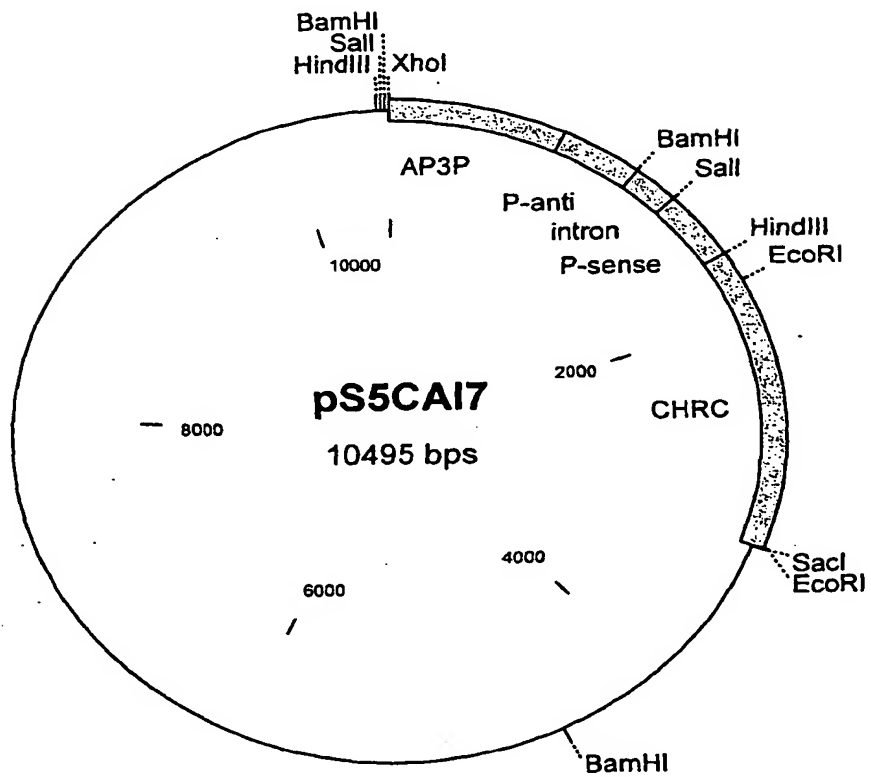 BamHI
SalI
HindIII XhoI
AP3P
BamHI
SalI
P-anti
intron
HindIII
P-sense
EcoRI
10000
2000
pS5CAI7
CHRC
8000
10495 bps
4000
SacI
EcoRI
6000
BamHI